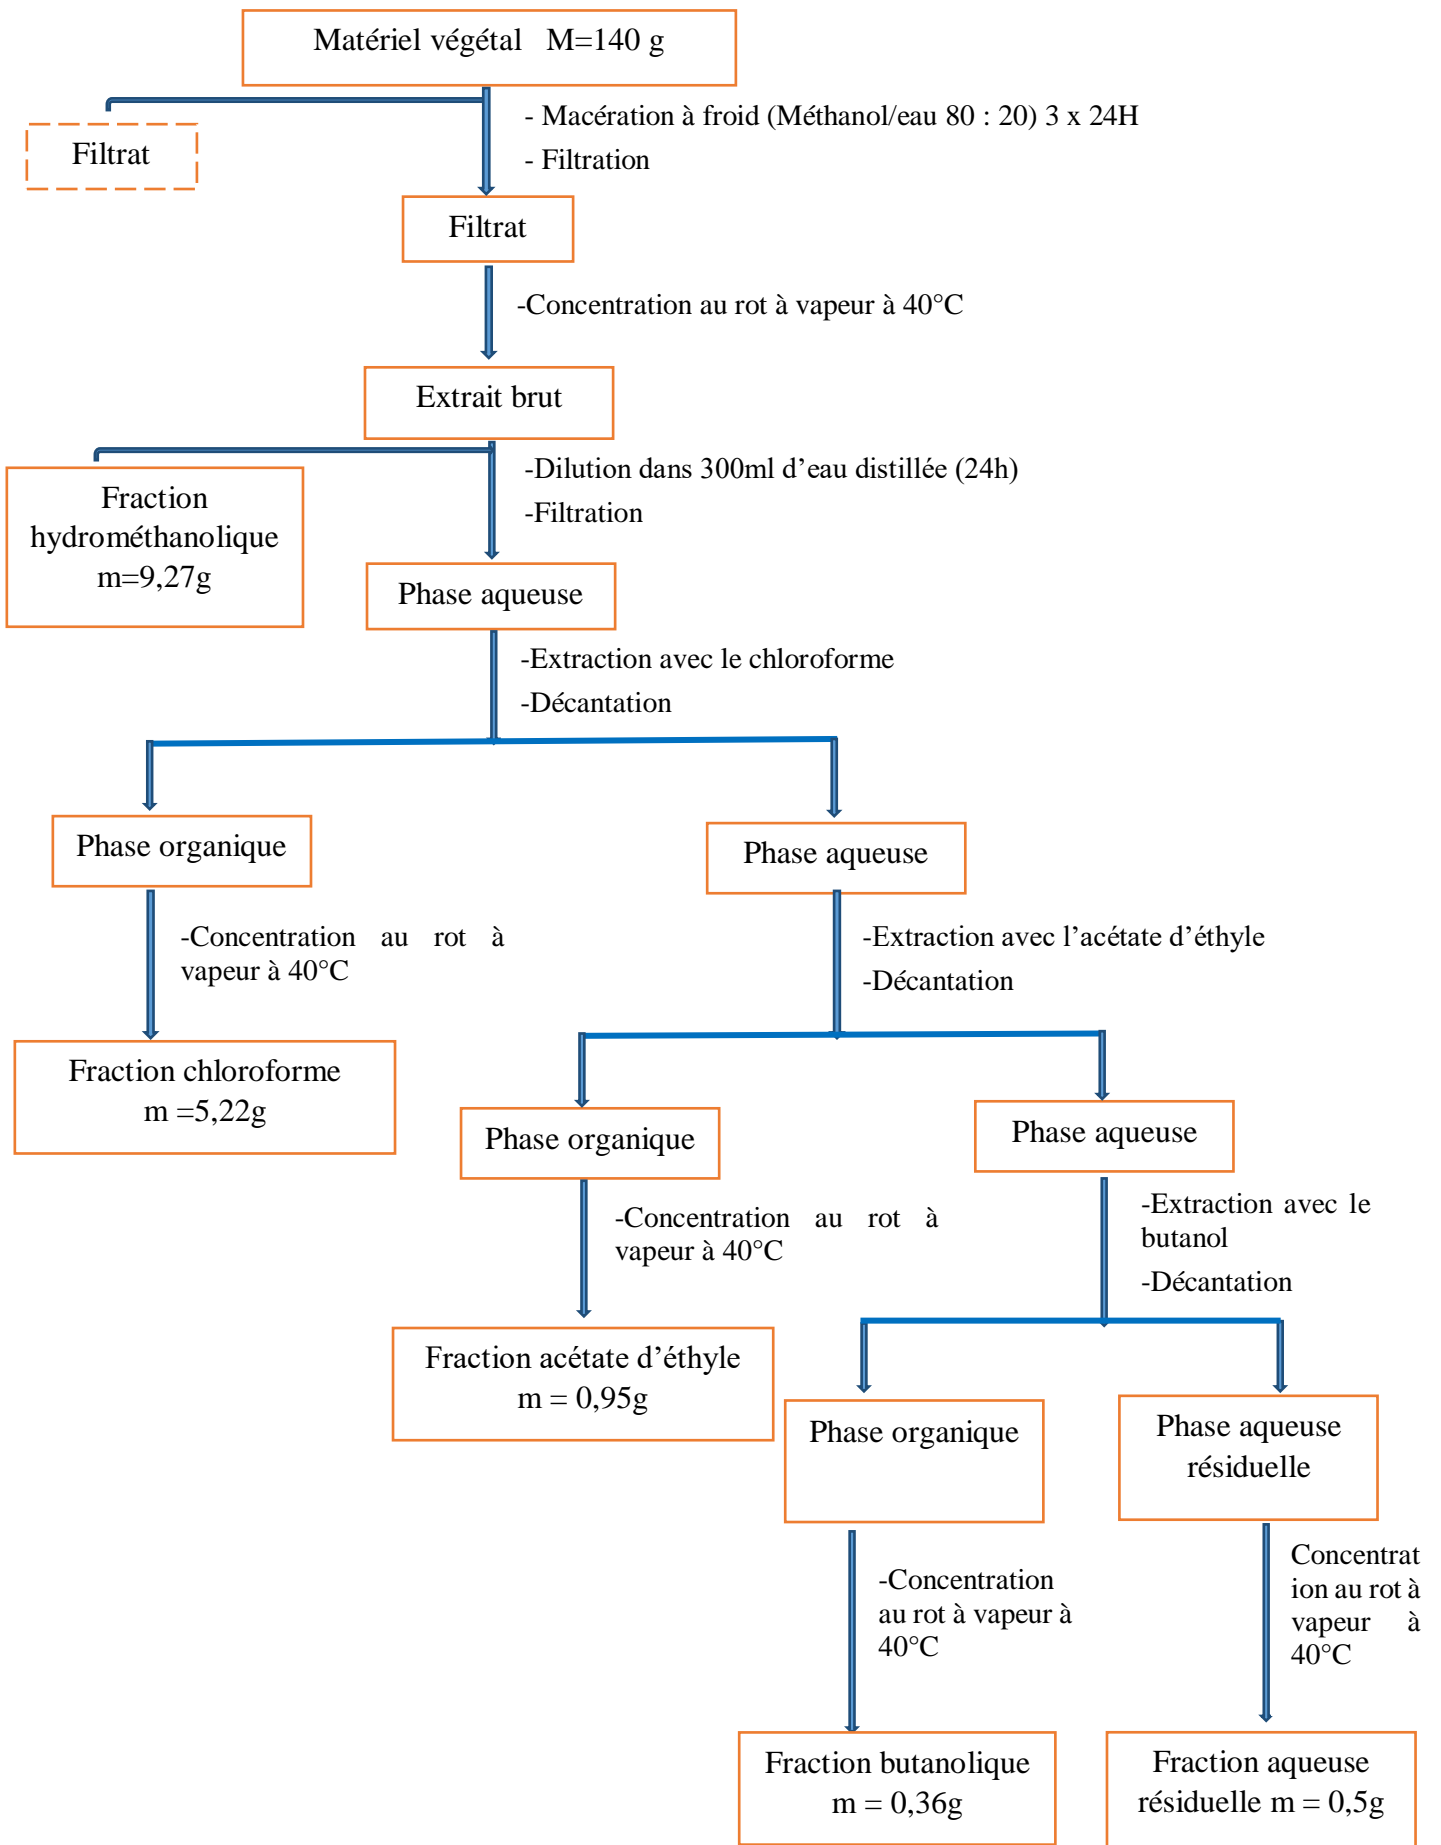 Matériel végétal   M=140 g
- Macération à froid (Méthanol/eau 80 : 20) 3 x 24H
- Filtration
Filtrat
Filtrat
-Concentration au rot à vapeur à 40°C
Extrait brut
-Dilution dans 300ml d’eau distillée (24h)
-Filtration
Fraction
hydrométhanolique
m=9,27g
Phase aqueuse
-Extraction avec le chloroforme
-Décantation
Phase organique
Phase aqueuse
-Concentration au rot à
vapeur à 40°C
-Extraction avec l’acétate d’éthyle
-Décantation
Fraction chloroforme
m =5,22g
Phase organique
Phase aqueuse
-Concentration au rot à
vapeur à 40°C
-Extraction avec le
butanol
-Décantation
Fraction acétate d’éthyle
m = 0,95g
Phase organique
Phase aqueuse
résiduelle
-Concentration
au rot à vapeur à
40°C
Concentrat
ion au rot à
vapeur à
40°C
Fraction butanolique
m = 0,36g
Fraction aqueuse
résiduelle m = 0,5g